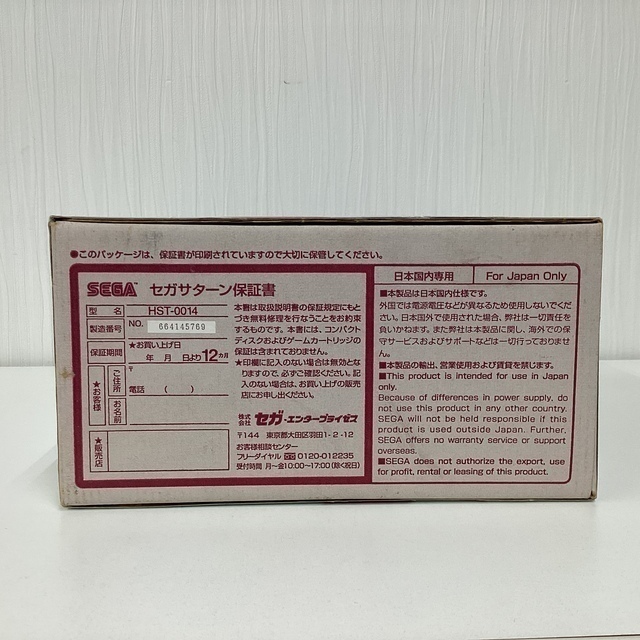 ●このパッケージは、保証書が印刷されていますので大切に保管してください。
SEGA セガサターン保証書
型 名 HST-0014
製造番号 NO. 664145769
保証期間 ★お買い上げ日
年 月 日より12カ月
★お客様 ご住所 〒
電話 ( )
お名前
★販売店
本書は取扱説明書の保証規定にもと
づき無料修理を行なうことをお約束
するものです。本書には、コンパクト
ディスクおよびゲームカートリッジの
保証は含まれておりません。
★印欄に記入のない場合は無効とな
りますので、必ずご確認ください。記
入のない場合は、お買い上げの販売
店にお申し出ください。
株式会社 セガ・エンタープライゼス
〒144 東京都大田区羽田1-2-12
お客様相談センター
フリーダイヤル 0120-012235
受付時間 月〜金10:00〜17:00(除く祝日)
日本国内専用 For Japan Only
■本製品は日本国内仕様です。
外国では電源電圧などが異なるため使用しないでくだ
さい。日本国外で使用された場合、弊社は一切責任を
負いかねます。また弊社は本製品に関し、海外での保
守サービスおよびサポートなどは一切行っておりませ
ん。
■本製品の輸出、営業使用および賃貸を禁じます。
■This product is intended for use in Japan
only.
Because of differences in power supply, do
not use this product in any other country.
SEGA will not be held responsible if this
product is used outside Japan. Further,
SEGA offers no warranty service or support
overseas.
■SEGA does not authorize the export, use
for profit, rental or leasing of this product.